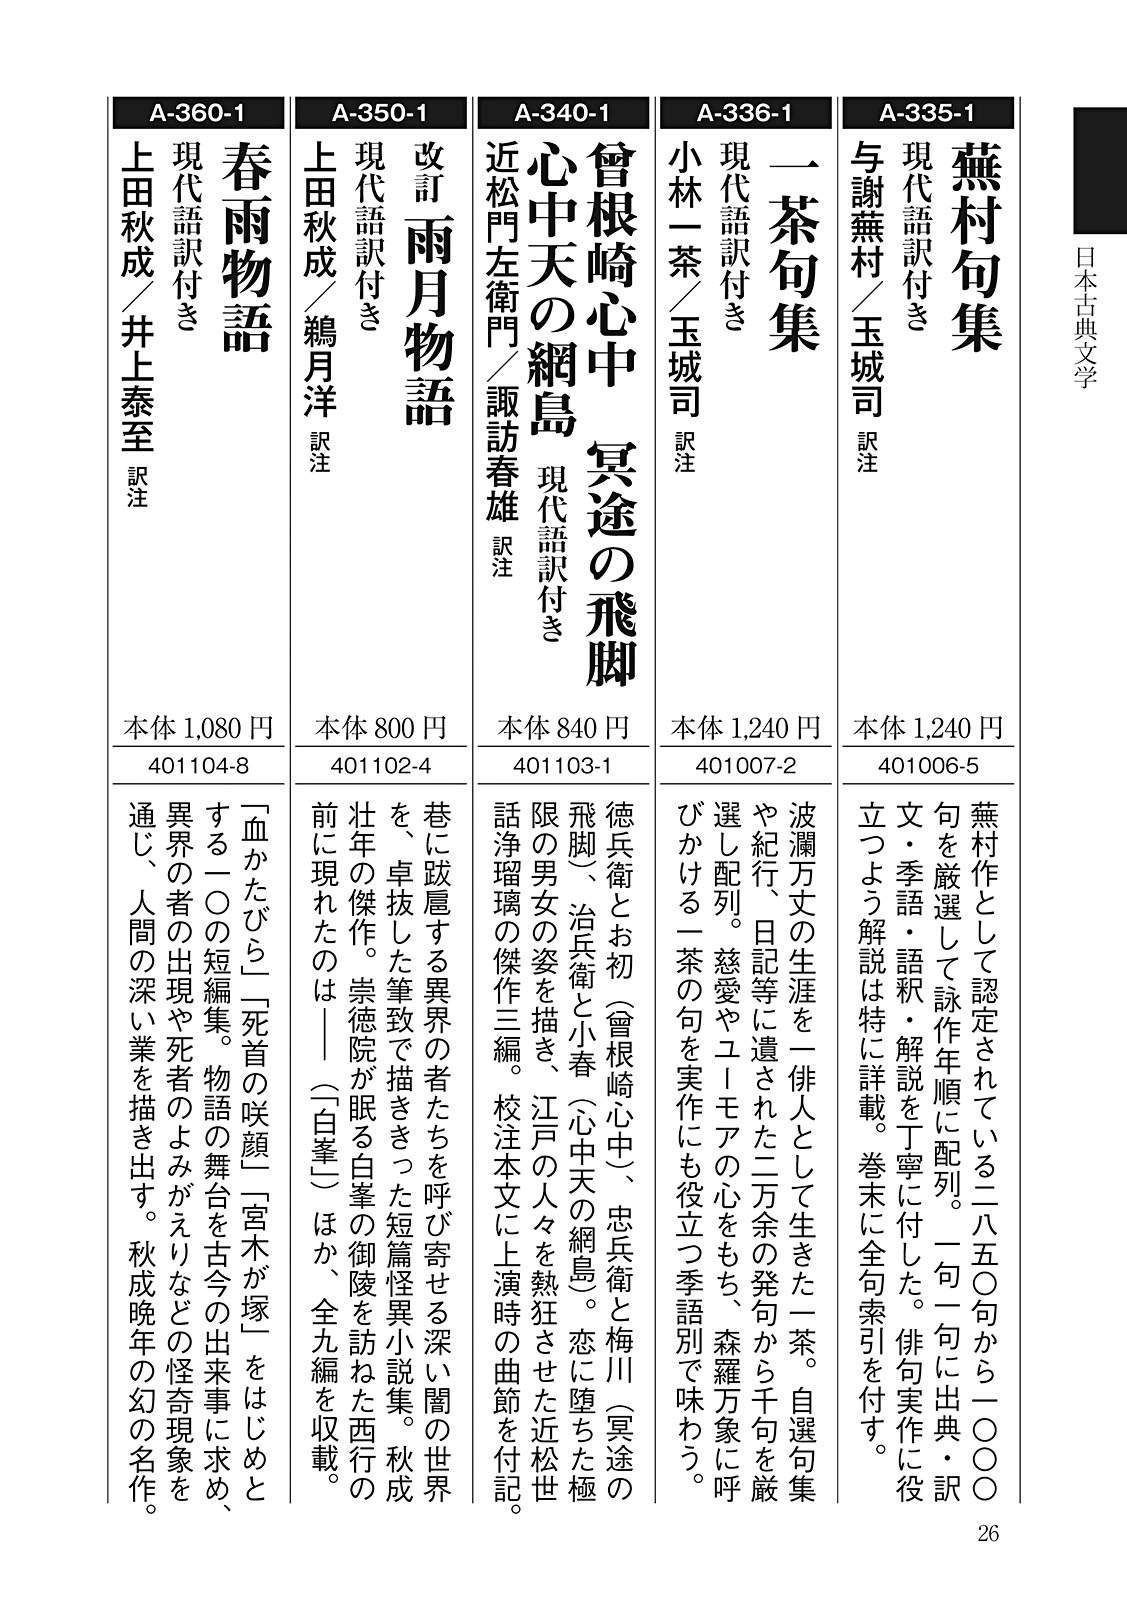 日本古典文学
A-335-1
蕪村句集
現代語訳付き
与謝蕪村／玉城司 訳注
本体 1,240 円
401006-5
蕪村作として認定されている二八五〇句から一〇〇〇
句を厳選して詠作年順に配列。一句一句に出典・訳
文・季語・語釈・解説を丁寧に付した。俳句実作に役
立つよう解説は特に詳載。巻末に全句索引を付す。
A-336-1
一茶句集
現代語訳付き
小林一茶／玉城司 訳注
本体 1,240 円
401007-2
波瀾万丈の生涯を一俳人として生きた一茶。自選句集
や紀行、日記等に遺された二万余の発句から千句を厳
選し配列。慈愛やユーモアの心をもち、森羅万象に呼
びかける一茶の句を実作にも役立つ季語別で味わう。
A-340-1
曾根崎心中　冥途の飛脚
心中天の網島　現代語訳付き
近松門左衛門／諏訪春雄 訳注
本体 840 円
401103-1
徳兵衛とお初（曾根崎心中）、忠兵衛と梅川（冥途の
飛脚）、治兵衛と小春（心中天の網島）。恋に堕ちた極
限の男女の姿を描き、江戸の人々を熱狂させた近松世
話浄瑠璃の傑作三編。校注本文に上演時の曲節を付記。
A-350-1
改訂 雨月物語
現代語訳付き
上田秋成／鵜月洋 訳注
本体 800 円
401102-4
巷に跋扈する異界の者たちを呼び寄せる深い闇の世界
を、卓抜した筆致で描ききった短篇怪異小説集。秋成
壮年の傑作。崇徳院が眠る白峯の御陵を訪ねた西行の
前に現れたのは――（「白峯」）ほか、全九編を収載。
A-360-1
春雨物語
現代語訳付き
上田秋成／井上泰至 訳注
本体 1,080 円
401104-8
「血かたびら」「死首の咲顔」「宮木が塚」をはじめと
する一〇の短編集。物語の舞台を古今の出来事に求め、
異界の者の出現や死者のよみがえりなどの怪奇現象を
通じ、人間の深い業を描き出す。秋成晩年の幻の名作。
26